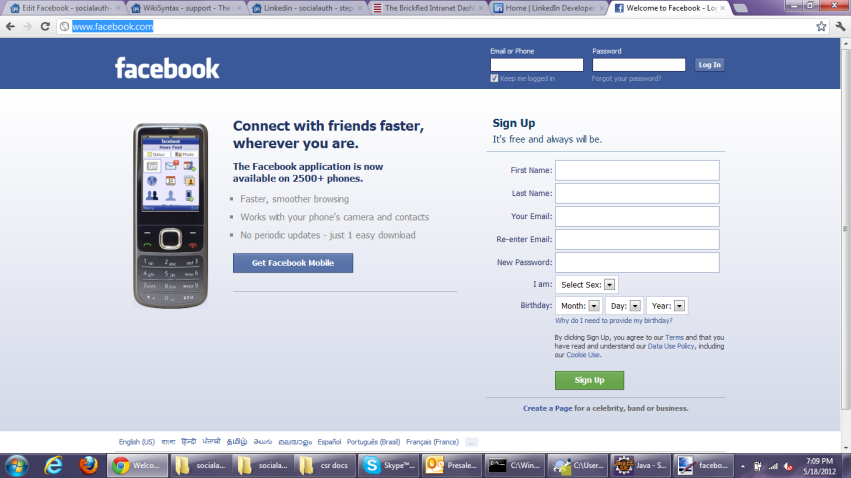 Edit Facebook - socialauth -
WikiSyntax - support - The
Linkedin - socialauth - step
The BrickRed Intranet Dash
Home | LinkedIn Developer
Welcome to Facebook - Lo
www.facebook.com
facebook
Email or Phone
Password
Log In
Keep me logged in
Forgot your password?
facebook
News Feed
Status
Photo
Connect with friends faster,
wherever you are.
The Facebook application is now
available on 2500+ phones.
Faster, smoother browsing
Works with your phone's camera and contacts
No periodic updates - just 1 easy download
Get Facebook Mobile
Sign Up
It's free and always will be.
First Name:
Last Name:
Your Email:
Re-enter Email:
New Password:
I am: Select Sex:
Birthday: Month: Day: Year:
Why do I need to provide my birthday?
By clicking Sign Up, you agree to our Terms and that you
have read and understand our Data Use Policy, including
our Cookie Use.
Sign Up
Create a Page for a celebrity, band or business.
English (US) বাংলা हिन्दी ਪੰਜਾਬੀ தமிழ் తెలుగు മലയാളം Español Português (Brasil) Français (France) ...
Welco...
sociala...
sociala...
csr docs
Skype™...
Presale...
C:\Win...
C:\User...
Java - S...
facebo...
7:09 PM
5/18/2012